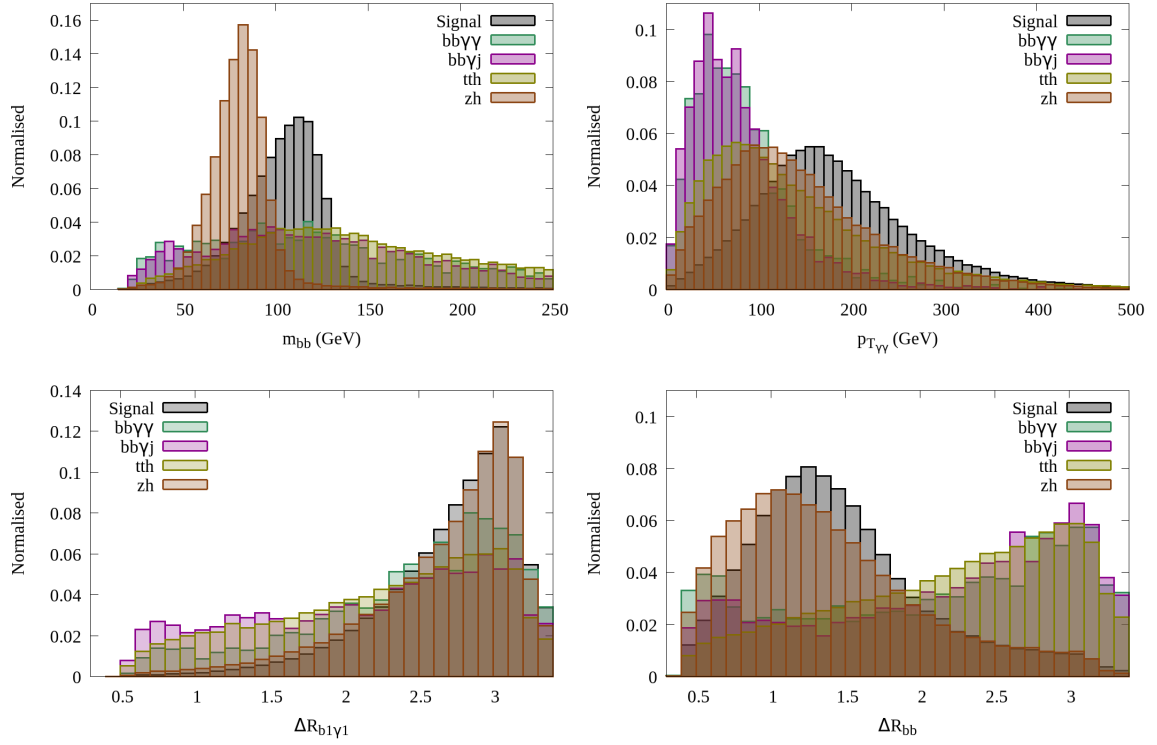 Normalised
0.16
0.14
0.12
0.1
0.08
0.06
0.04
0.02
0
Signal
bbγγ
bbγj
tth
zh
0 50 100 150 200 250
m_bb (GeV)
Normalised
0.1
0.08
0.06
0.04
0.02
0
Signal
bbγγ
bbγj
tth
zh
0 100 200 300 400 500
p_Tγγ (GeV)
Normalised
0.14
0.12
0.1
0.08
0.06
0.04
0.02
0
Signal
bbγγ
bbγj
tth
zh
0.5 1 1.5 2 2.5 3
ΔR_b1γ1
Normalised
0.1
0.08
0.06
0.04
0.02
0
Signal
bbγγ
bbγj
tth
zh
0.5 1 1.5 2 2.5 3
ΔR_bb